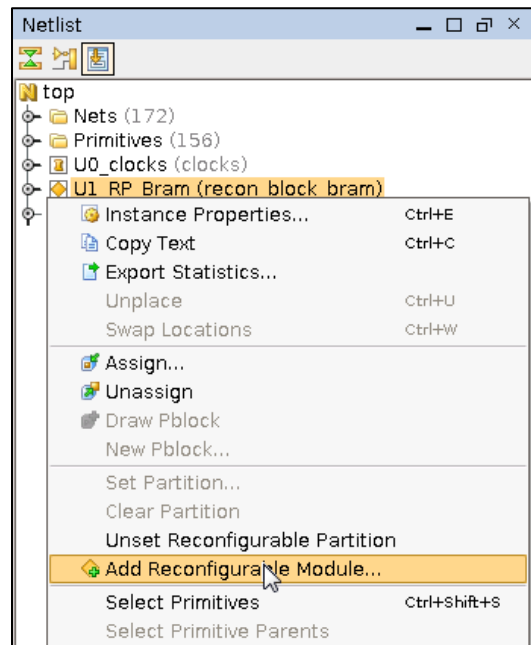 Netlist
N top
Nets (172)
Primitives (156)
U0_clocks (clocks)
U1_RP_Bram (recon_block_bram)
Instance Properties... Ctrl+E
Copy Text Ctrl+C
Export Statistics...
Unplace Ctrl+U
Swap Locations Ctrl+W
Assign...
Unassign
Draw Pblock
New Pblock...
Set Partition...
Clear Partition
Unset Reconfigurable Partition
Add Reconfigurable Module...
Select Primitives Ctrl+Shift+S
Select Primitive Parents